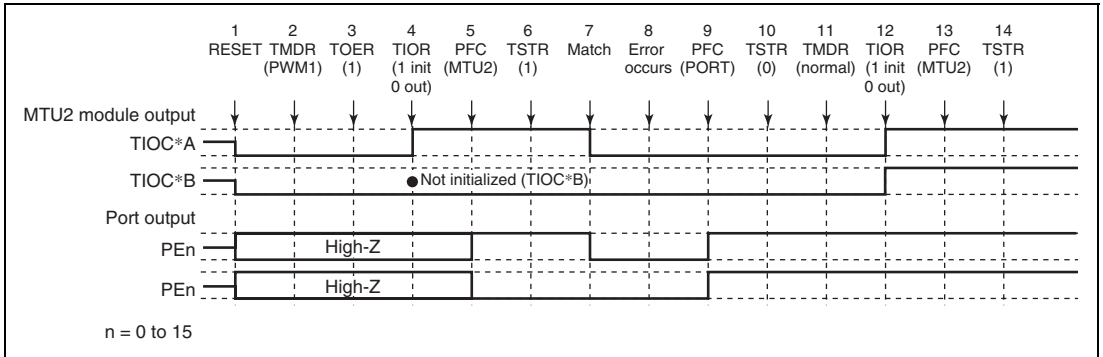 1 2 3 4 5 6 7 8 9 10 11 12 13 14
RESET TMDR TOER TIOR PFC TSTR Match Error PFC TSTR TMDR TIOR PFC TSTR
(PWM1) (1) (1 init (MTU2) (1) occurs (PORT) (0) (normal) (1 init (MTU2) (1)
0 out) 0 out)
MTU2 module output
TIOC*A
TIOC*B ●Not initialized (TIOC*B)
Port output
PEn High-Z
PEn High-Z
n = 0 to 15